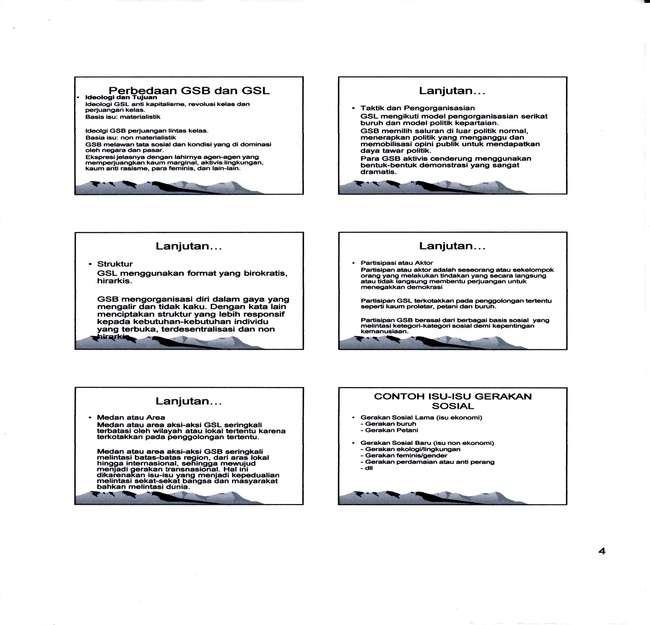 Perbedaan GSB dan GSL
• Ideologi dan Tujuan
Ideologi GSL anti kapitalisme, revolusi kelas dan
perjuangan kelas.
Basis isu: materialistik
Ideolgi GSB perjuangan lintas kelas.
Basia isu: non materialistik
GSB melawan tata sosial dan kondisi yang di dominasi
oleh negara dan pasar.
Ekspresi jelasnya dengan lahirnya agen-agen yang
memperjuangkan kaum marginal, aktivis lingkungan,
kaum anti rasisme, para feminis, dan lain-lain.
Lanjutan...
• Taktik dan Pengorganisasian
GSL mengikuti model pengorganisasian serikat
buruh dan model politik kepartaian.
GSB memilih saluran di luar politik normal,
menerapkan politik yang mengganggu dan
memobilisasi opini publik untuk mendapatkan
daya tawar politik.
Para GSB aktivis cenderung menggunakan
bentuk-bentuk demonstrasi yang sangat
dramatis.
Lanjutan...
• Struktur
GSL menggunakan format yang birokratis,
hirarkis.
GSB mengorganisasi diri dalam gaya yang
mengalir dan tidak kaku. Dengan kata lain
menciptakan struktur yang lebih responsif
kepada kebutuhan-kebutuhan individu
yang terbuka, terdesentralisasi dan non
hirarkis
Lanjutan...
• Partisipasi atau Aktor
Partisipan atau aktor adalah seseorang atau sekelompok
orang yang melakukan tindakan yang secara langsung
atau tidak langsung membentu perjuangan untuk
menegakkan demokrasi
Partisipan GSL terkotakkan pada penggolongan tertentu
seperti kaum proletar, petani dan buruh.
Partisipan GSB berasal dari berbagai basis sosial yang
melintasi ketegori-kategori sosial demi kepentingan
kemanusiaan.
Lanjutan...
• Medan atau Area
Medan atau area aksi-aksi GSL seringkali
terbatasi oleh wilayah atau lokal tertentu karena
terkotakkan pada penggolongan tertentu.
Medan atau area aksi-aksi GSB seringkali
melintasi batas-batas region, dari aras lokal
hingga internasional, sehingga mewujud
menjadi gerakan transnasional. Hal ini
dikarenakan isu-isu yang menjadi kepedualian
melintasi sekat-sekat bangsa dan masyarakat
bahkan melintasi dunia.
CONTOH ISU-ISU GERAKAN
SOSIAL
• Gerakan Sosial Lama (isu ekonomi)
- Gerakan buruh
- Gerakan Petani
• Gerakan Sosial Baru (isu non ekonomi)
- Gerakan ekologi/lingkungan
- Gerakan feminis/gender
- Gerakan perdamaian atau anti perang
- dll
4